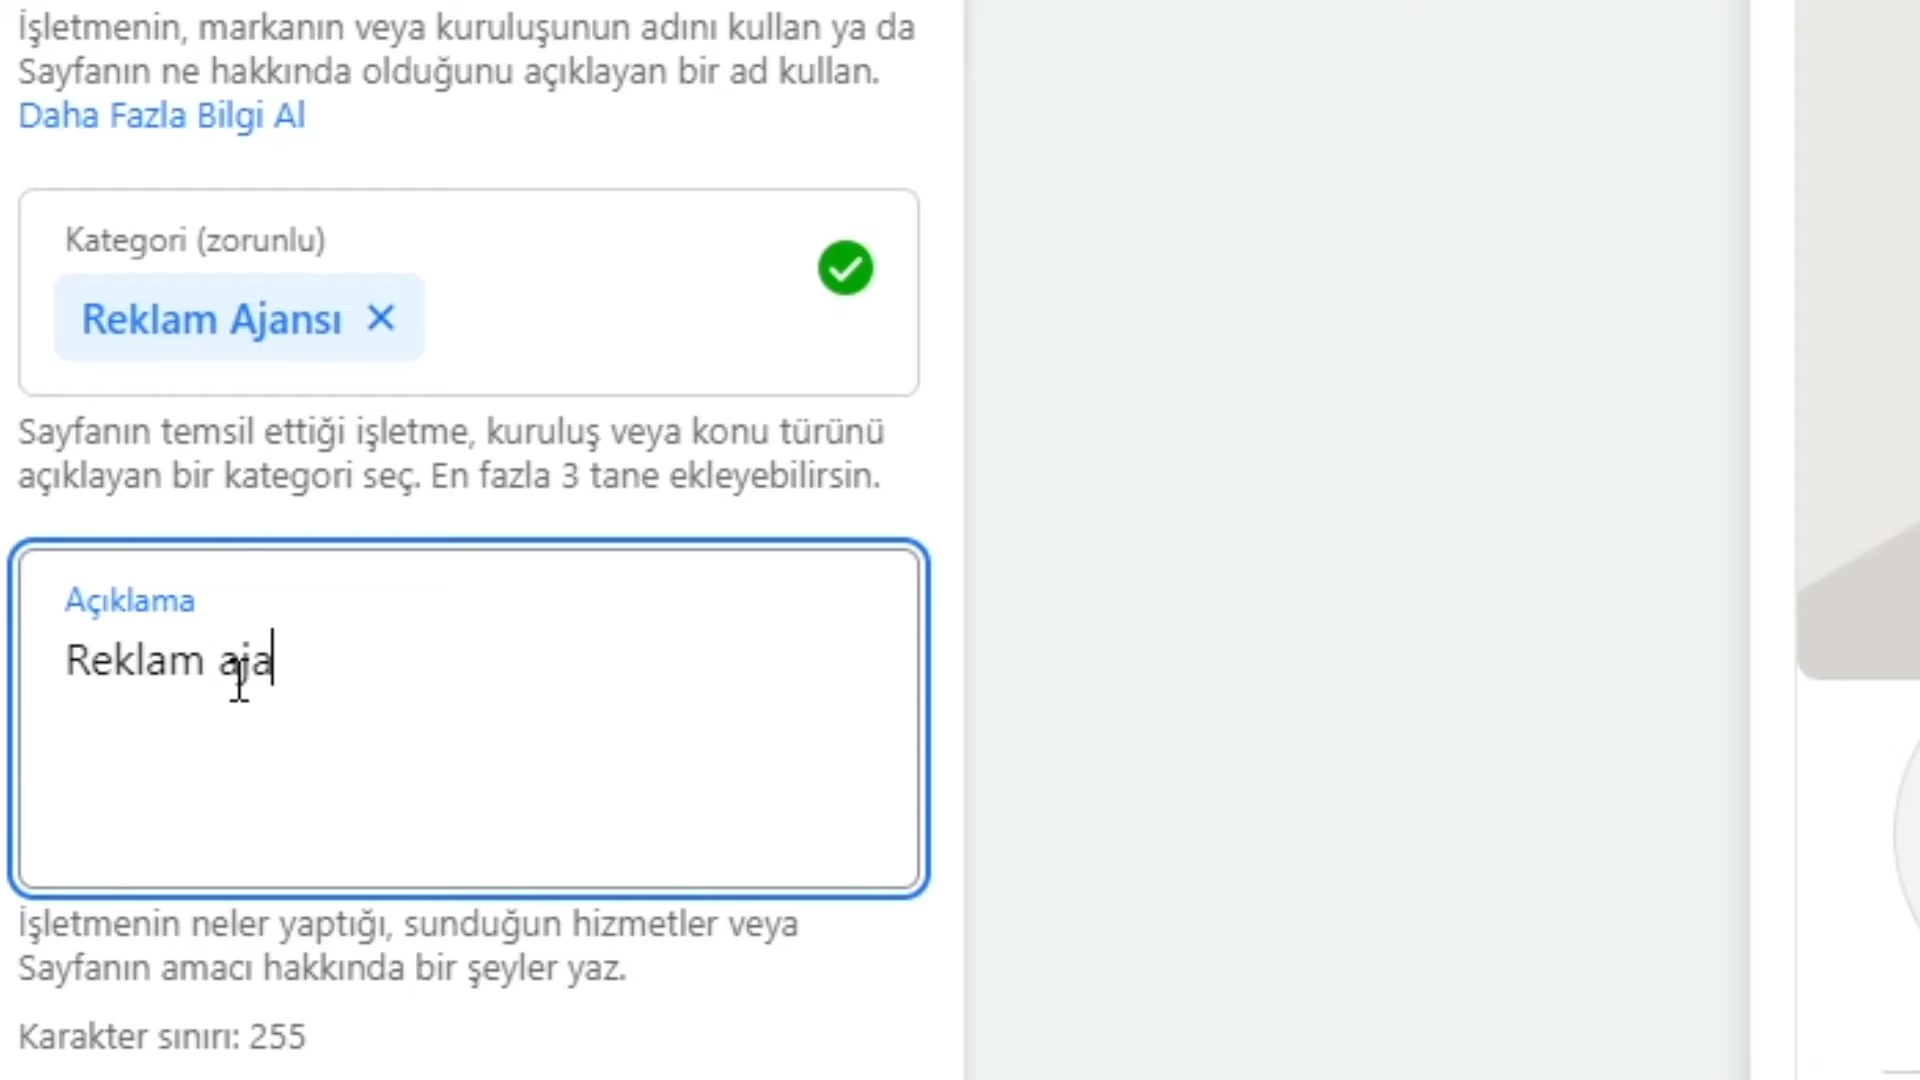 İşletmenin, markanın veya kuruluşunun adını kullan ya da
Sayfanın ne hakkında olduğunu açıklayan bir ad kullan.
Daha Fazla Bilgi Al
Kategori (zorunlu)
Reklam Ajansı
Sayfanın temsil ettiği işletme, kuruluş veya konu türünü
açıklayan bir kategori seç. En fazla 3 tane ekleyebilirsin.
Açıklama
Reklam aja
İşletmenin neler yaptığı, sunduğun hizmetler veya
Sayfanın amacı hakkında bir şeyler yaz.
Karakter sınırı: 255